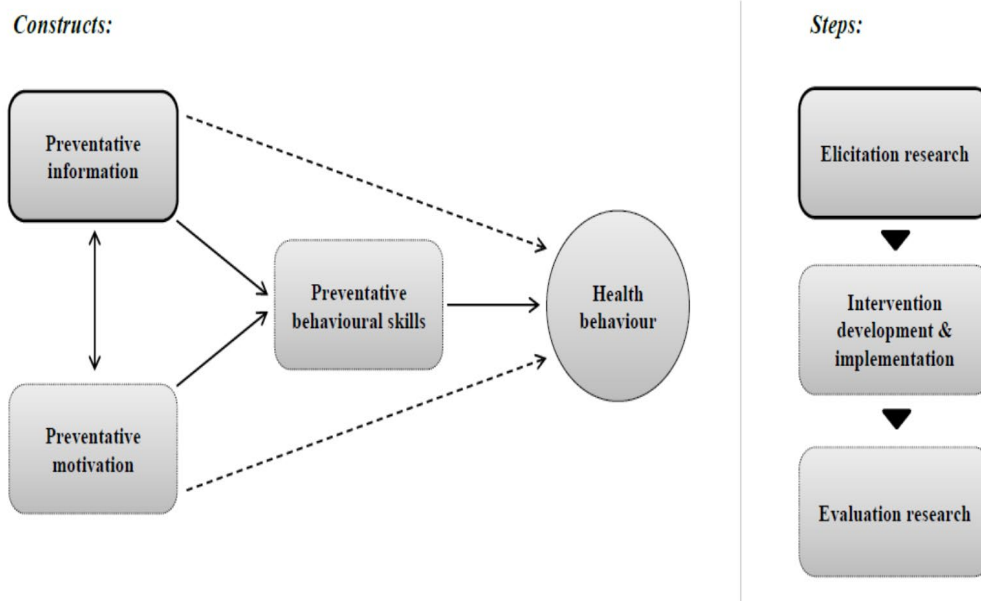 Constructs:
Preventative
information
Preventative
behavioural skills
Health
behaviour
Preventative
motivation
Steps:
Elicitation research
Intervention
development &
implementation
Evaluation research